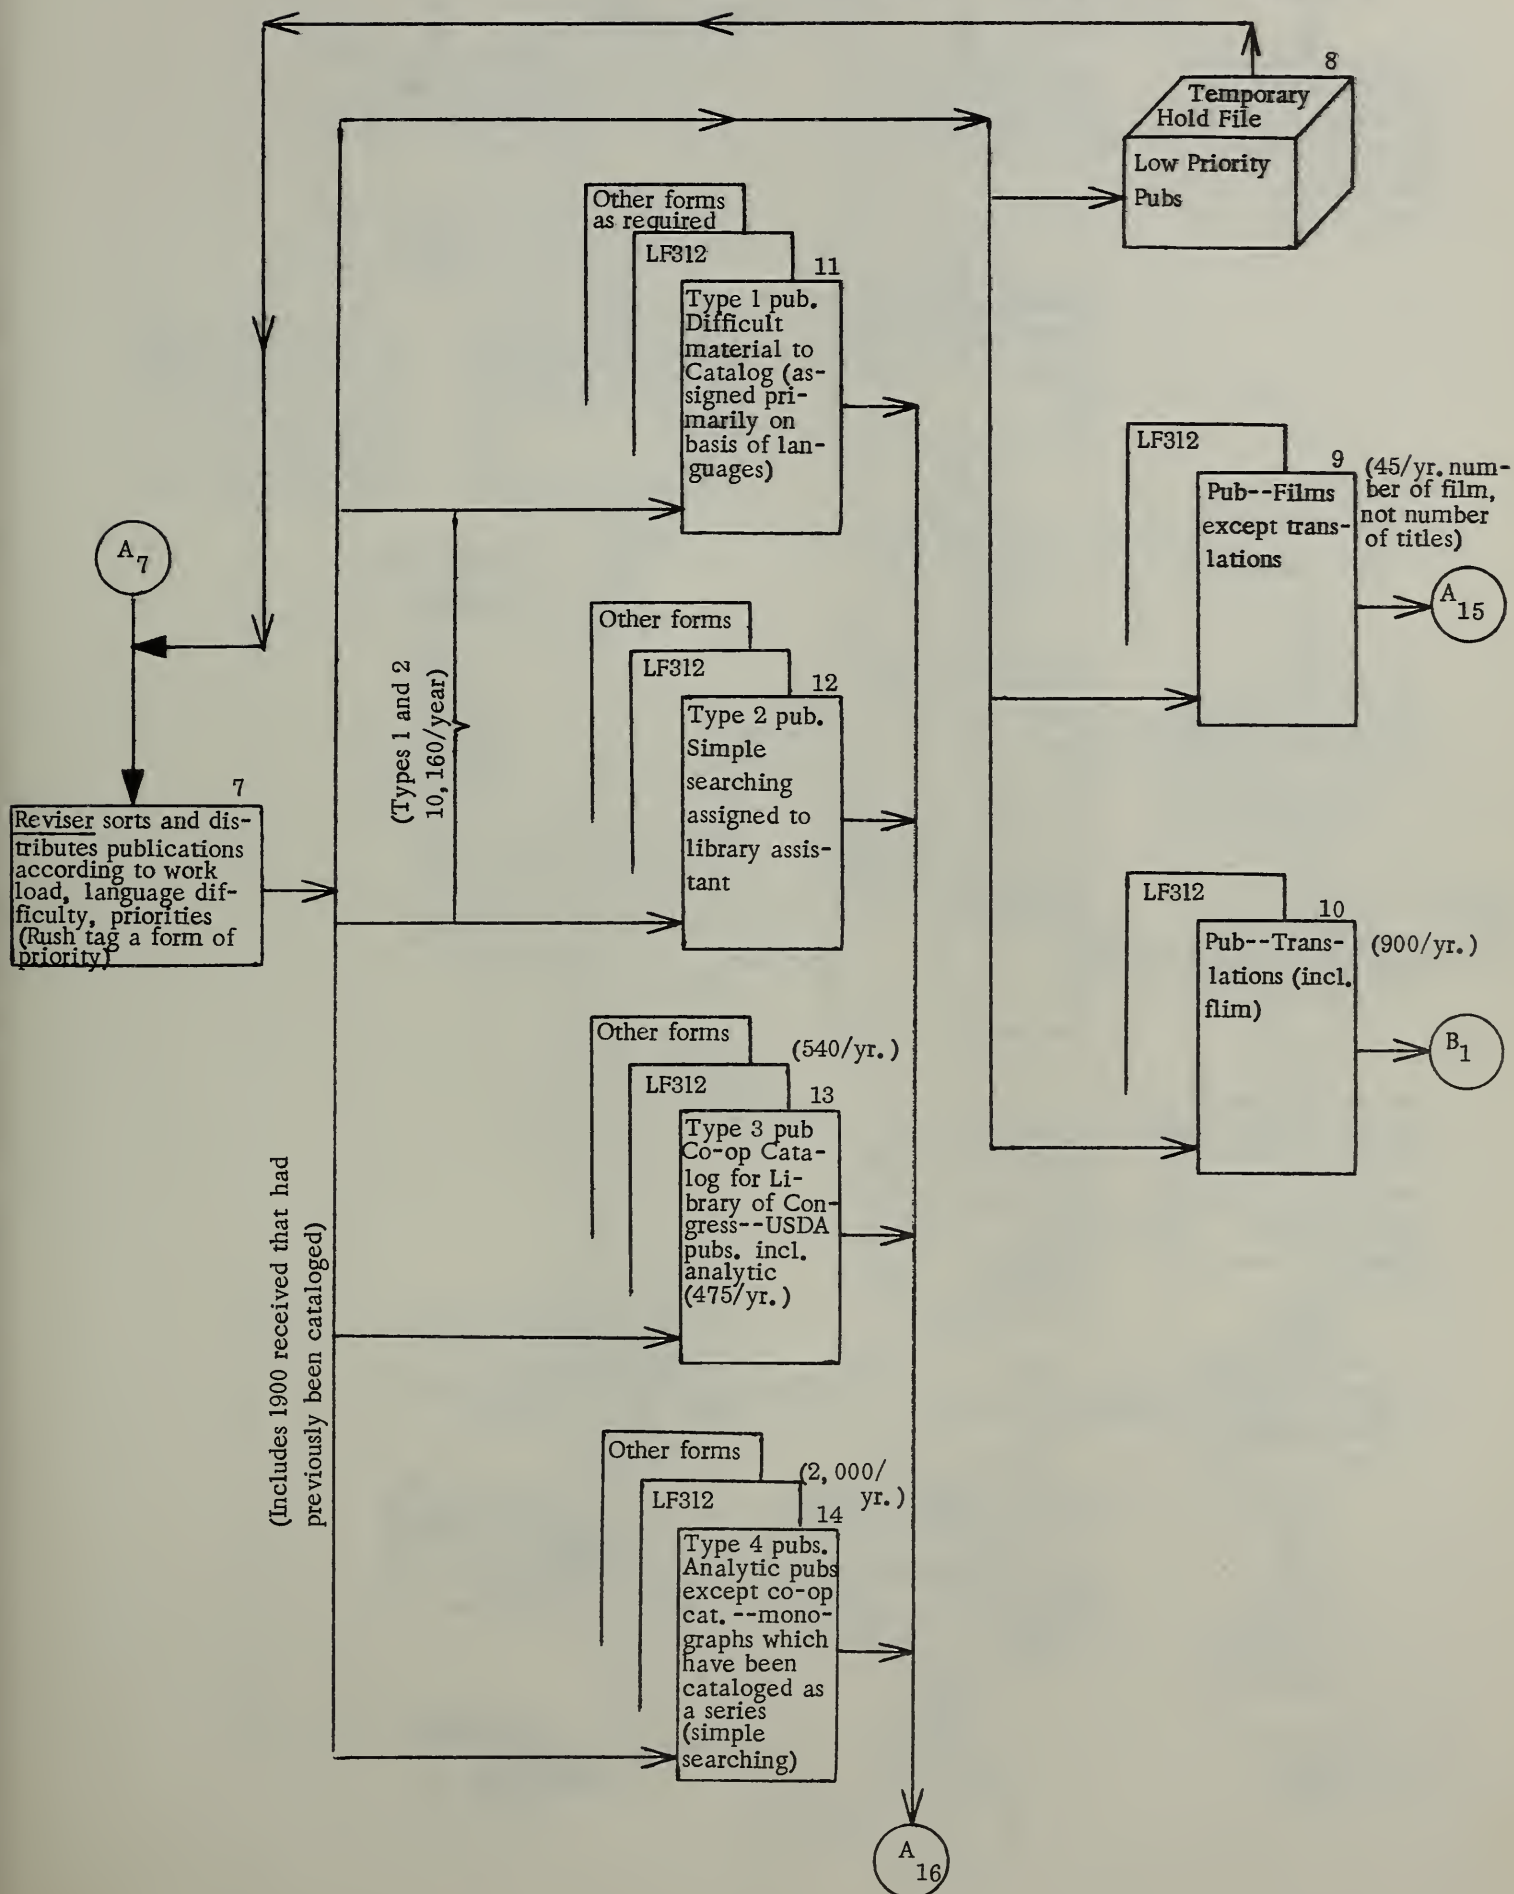 8
Temporary
Hold File
Low Priority
Pubs
Other forms
as required
LF312
11
Type 1 pub.
Difficult
material to
Catalog (as-
signed pri-
marily on
basis of lan-
guages)
LF312
9
Pub--Films
except trans-
lations
(45/yr. num-
ber of film,
not number
of titles)
A 15
A 7
(Types 1 and 2
10,160/year)
Other forms
LF312
12
Type 2 pub.
Simple
searching
assigned to
library assis-
tant
7
Reviser sorts and dis-
tributes publications
according to work
load, language dif-
ficulty, priorities
(Rush tag a form of
priority)
LF312
10
Pub--Trans-
lations (incl.
flim)
(900/yr.)
B1
Other forms
(540/yr.)
LF312
13
Type 3 pub
Co-op Cata-
log for Li-
brary of Con-
gress--USDA
pubs. incl.
analytic
(475/yr.)
(Includes 1900 received that had
previously been cataloged)
Other forms
(2,000/
yr.)
LF312
14
Type 4 pubs.
Analytic pubs
except co-op
cat. --mono-
graphs which
have been
cataloged as
a series
(simple
searching)
A 16